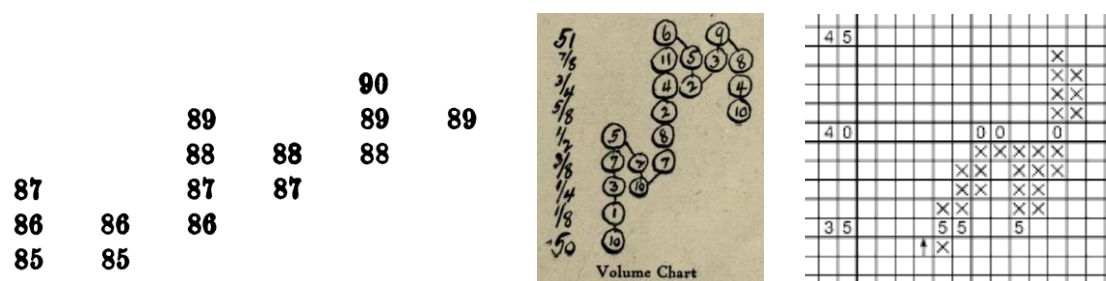 90
89 89 89
88 88 88
87 87 87
86 86 86
85 85
51 6 9
7/8 11 5 3 8
3/4 4 2 4
5/8 2 10
1/2 5 8
3/8 7 7
1/4 3
1/8 1
50 10
Volume Chart
4 5
X
X X
X X
X X
4 0 0 0 0
X X X X X
X X X X X
X X X X
X X X X
3 5 5 5 5
↑ X